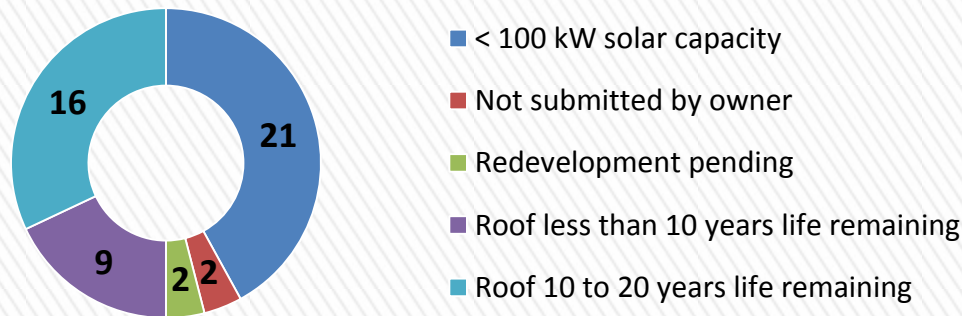 16
21
9
2
2
< 100 kW solar capacity
Not submitted by owner
Redevelopment pending
Roof less than 10 years life remaining
Roof 10 to 20 years life remaining